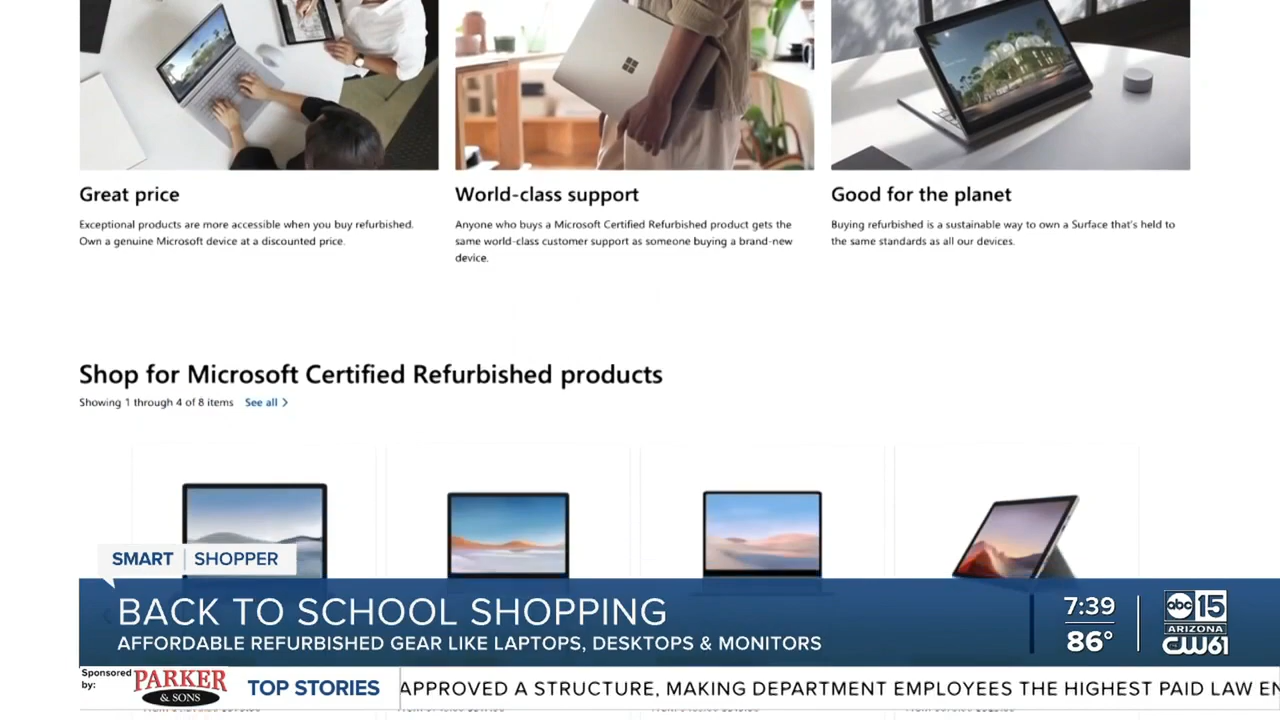 Great price
Exceptional products are more accessible when you buy refurbished.
Own a genuine Microsoft device at a discounted price.
World-class support
Anyone who buys a Microsoft Certified Refurbished product gets the
same world-class customer support as someone buying a brand-new
device.
Good for the planet
Buying refurbished is a sustainable way to own a Surface that's held to
the same standards as all our devices.
Shop for Microsoft Certified Refurbished products
Showing 1 through 4 of 8 items See all >
SMART SHOPPER
BACK TO SCHOOL SHOPPING
AFFORDABLE REFURBISHED GEAR LIKE LAPTOPS, DESKTOPS & MONITORS
7:39
86°
abc 15
ARIZONA
CW61
Sponsored
by:
PARKER
& SONS
TOP STORIES
APPROVED A STRUCTURE, MAKING DEPARTMENT EMPLOYEES THE HIGHEST PAID LAW EN